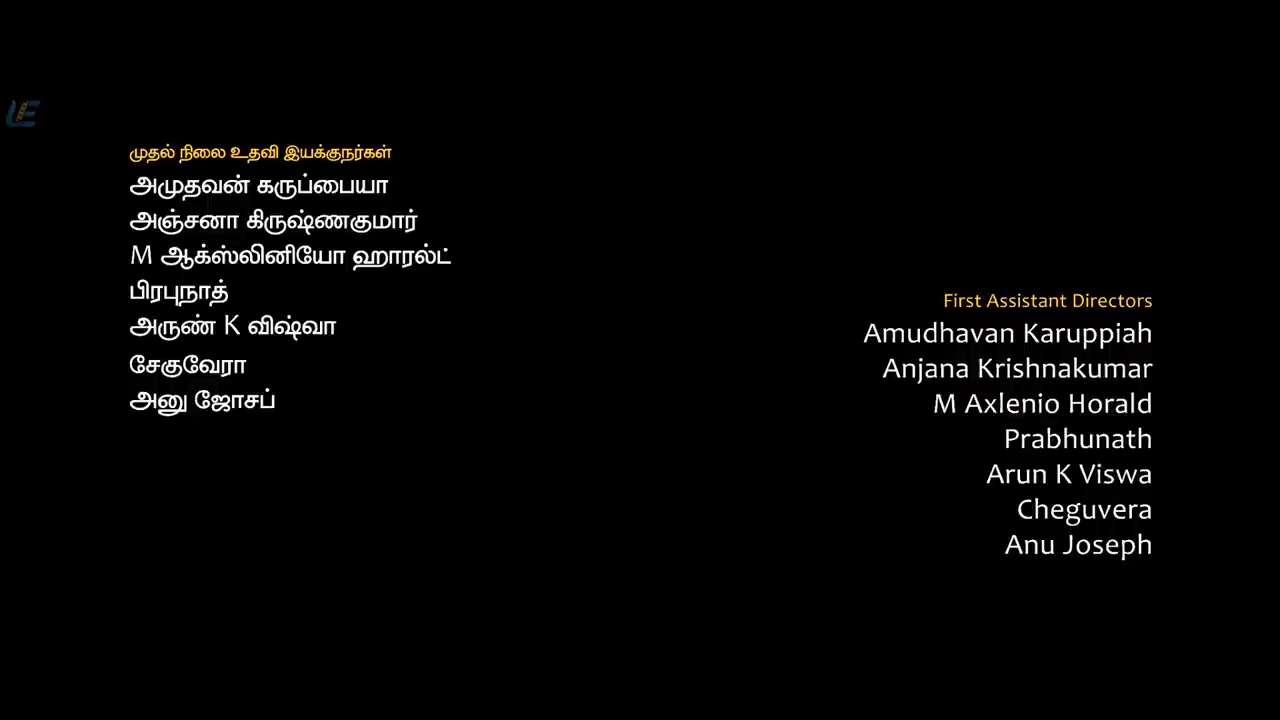 முதல் நிலை உதவி இயக்குநர்கள்
அமுதவன் கருப்பையா
அஞ்சனா கிருஷ்ணகுமார்
M ஆக்ஸ்லினியோ ஹாரல்ட்
பிரபுநாத்
அருண் K விஷ்வா
சேகுவேரா
அனு ஜோசப்
First Assistant Directors
Amudhavan Karuppiah
Anjana Krishnakumar
M Axlenio Horald
Prabhunath
Arun K Viswa
Cheguvera
Anu Joseph